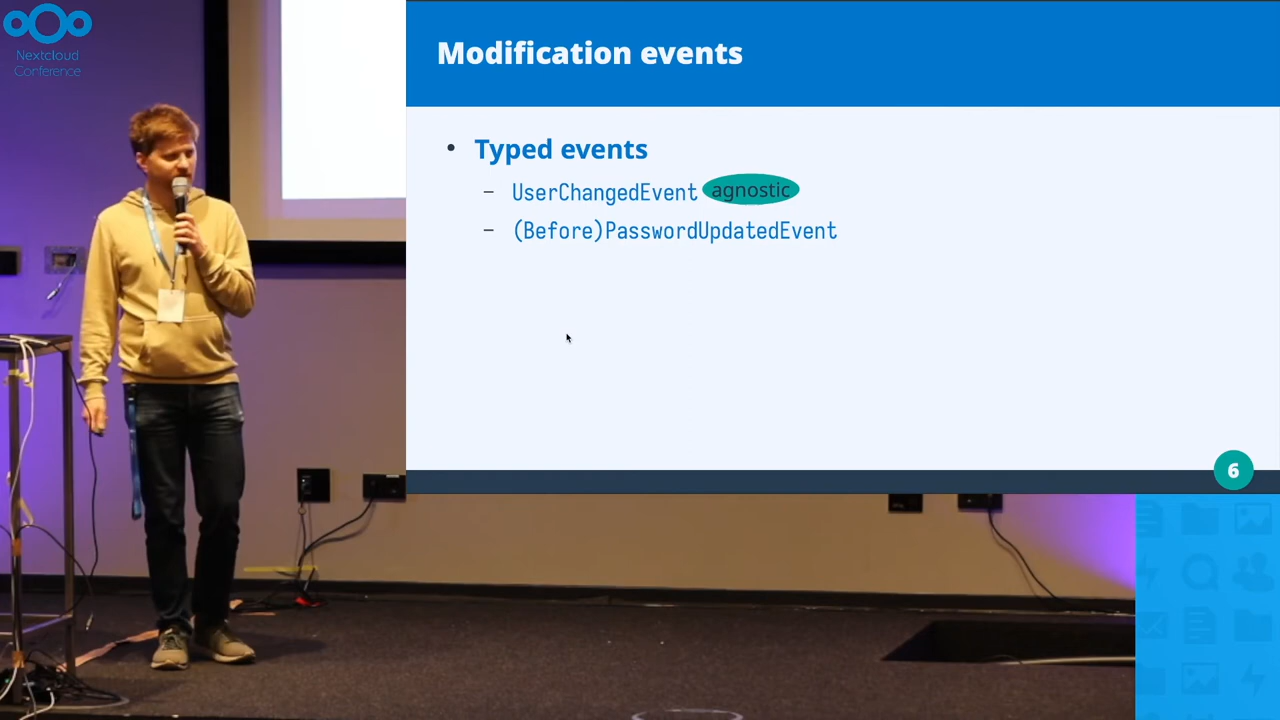 Nextcloud
Conference
Modification events
• Typed events
– UserChangedEvent agnostic
– (Before)PasswordUpdatedEvent
6